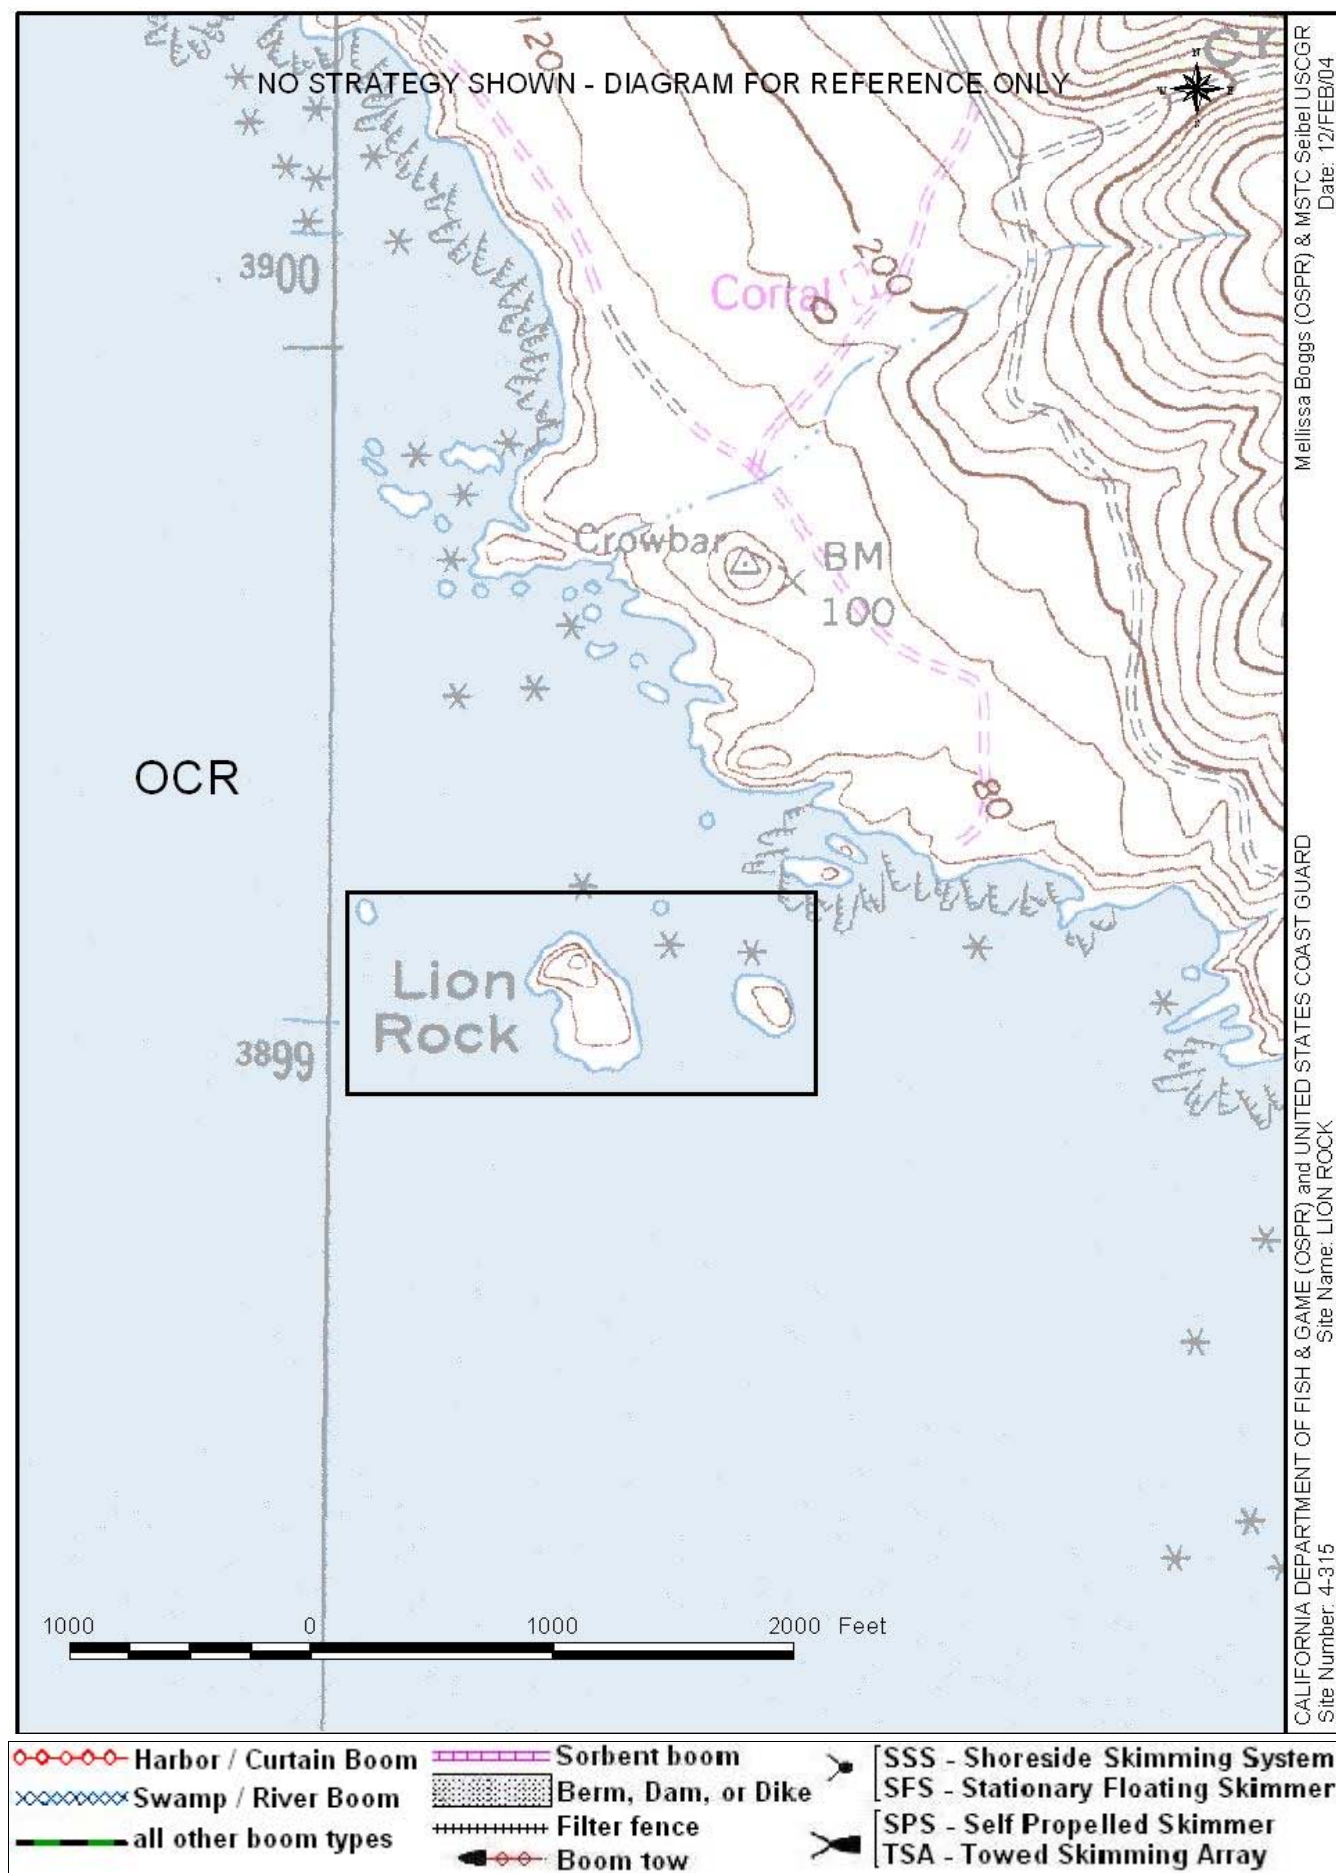 120
NO STRATEGY SHOWN - DIAGRAM FOR REFERENCE ONLY
N
3900
200
Corral
Crowbar
BM
100
OCR
80
Lion
Rock
3899
1000 0 1000 2000 Feet
Mellissa Boggs (OSPR) & MSTC Seibel USCGR
Date: 12/FEB/04
CALIFORNIA DEPARTMENT OF FISH & GAME (OSPR) and UNITED STATES COAST GUARD
Site Name: LION ROCK
Site Number: 4-315
Harbor / Curtain Boom
Swamp / River Boom
all other boom types
Sorbent boom
Berm, Dam, or Dike
Filter fence
Boom tow
SSS - Shoreside Skimming System
SFS - Stationary Floating Skimmer
SPS - Self Propelled Skimmer
TSA - Towed Skimming Array